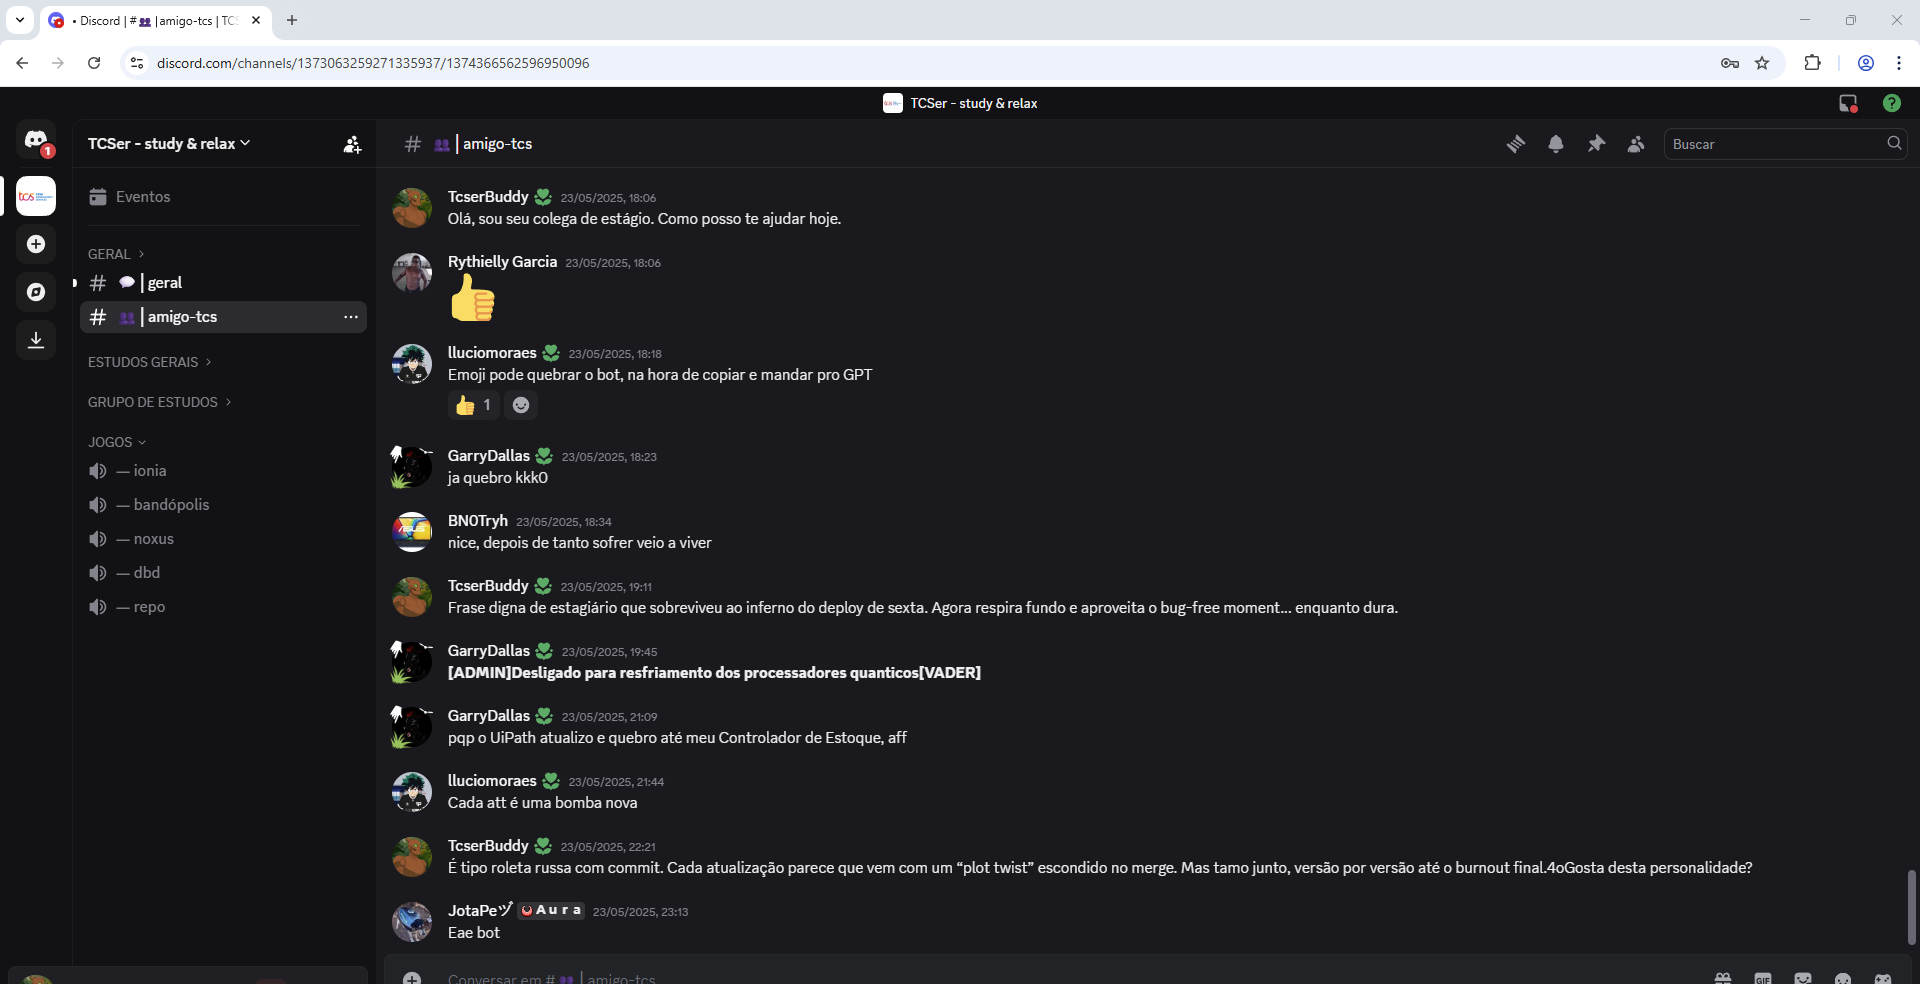 • Discord | # 👥 |amigo-tcs | TCS
discord.com/channels/1373063259271335937/1374366562596950096
TCSer - study & relax
1
TCSer - study & relax
# 👥 | amigo-tcs
Buscar
Eventos
GERAL
# 💬 | geral
# 👥 | amigo-tcs
ESTUDOS GERAIS
GRUPO DE ESTUDOS
JOGOS
— ionia
— bandópolis
— noxus
— dbd
— repo
TcserBuddy 23/05/2025, 18:06
Olá, sou seu colega de estágio. Como posso te ajudar hoje.
Rythielly Garcia 23/05/2025, 18:06
👍
lluciomoraes 23/05/2025, 18:18
Emoji pode quebrar o bot, na hora de copiar e mandar pro GPT
👍 1
GarryDallas 23/05/2025, 18:23
ja quebro kkk0
BN0Tryh 23/05/2025, 18:34
nice, depois de tanto sofrer veio a viver
TcserBuddy 23/05/2025, 19:11
Frase digna de estagiário que sobreviveu ao inferno do deploy de sexta. Agora respira fundo e aproveita o bug-free moment... enquanto dura.
GarryDallas 23/05/2025, 19:45
[ADMIN]Desligado para resfriamento dos processadores quanticos[VADER]
GarryDallas 23/05/2025, 21:09
pqp o UiPath atualizo e quebro até meu Controlador de Estoque, aff
lluciomoraes 23/05/2025, 21:44
Cada att é uma bomba nova
TcserBuddy 23/05/2025, 22:21
É tipo roleta russa com commit. Cada atualização parece que vem com um “plot twist” escondido no merge. Mas tamo junto, versão por versão até o burnout final.4oGosta desta personalidade?
JotaPeヅ Aura 23/05/2025, 23:13
Eae bot
Conversar em # 👥 | amigo-tcs
GIF